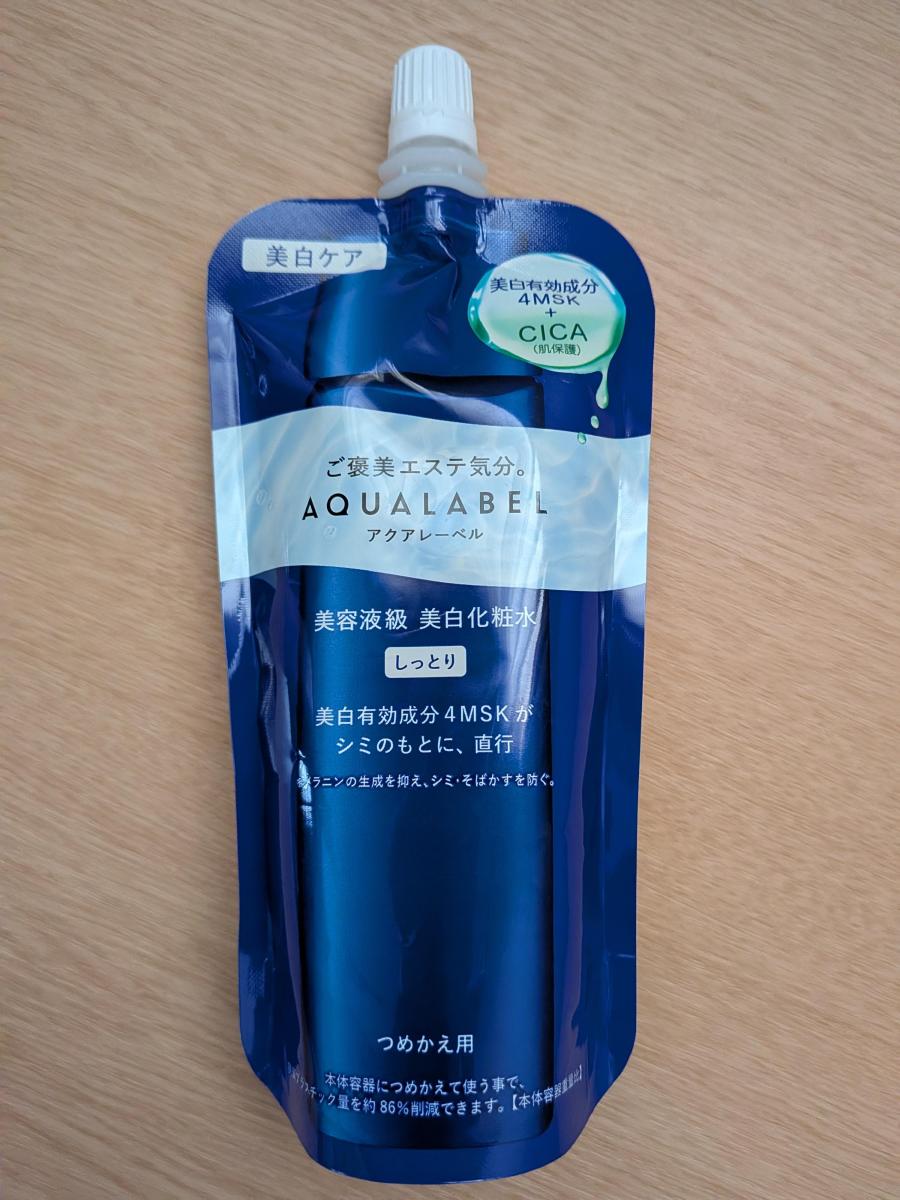 美白ケア
美白有効成分
4MSK
+
CICA
(肌保護)
ご褒美エステ気分。
AQUALABEL
アクアレーベル
美容液級 美白化粧水
しっとり
美白有効成分4MSKが
シミのもとに、直行
メラニンの生成を抑え、シミ・そばかすを防ぐ。
つめかえ用
本体容器につめかえて使う事で、
プラスチック量を約86%削減できます。【本体容器重量比】